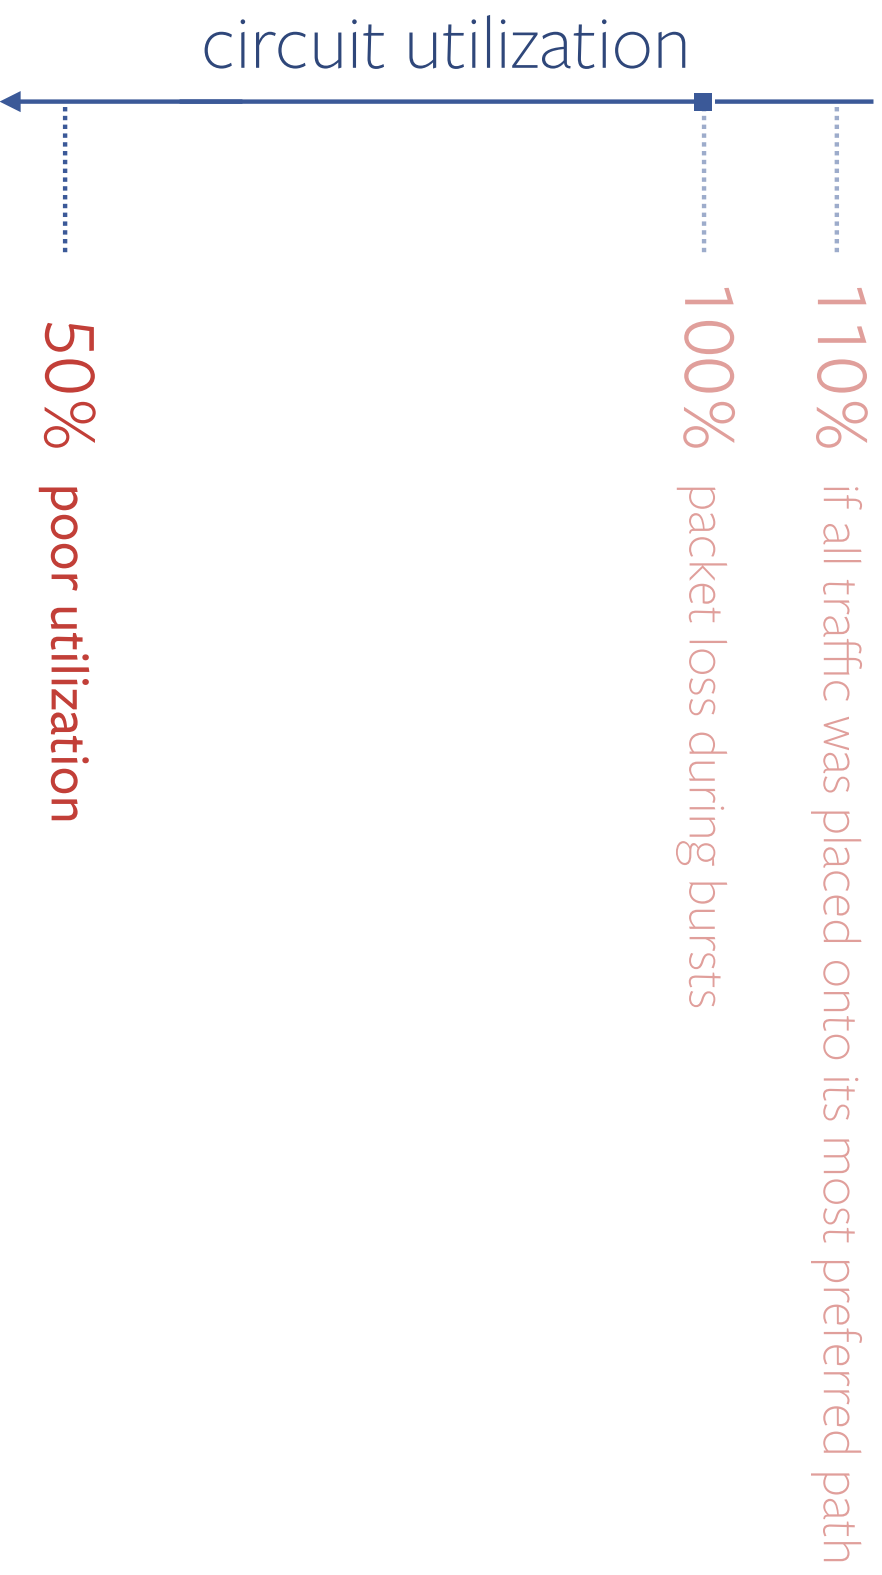 circuit utilization
110% if all traffic was placed onto its most preferred path
100% packet loss during bursts
50% poor utilization